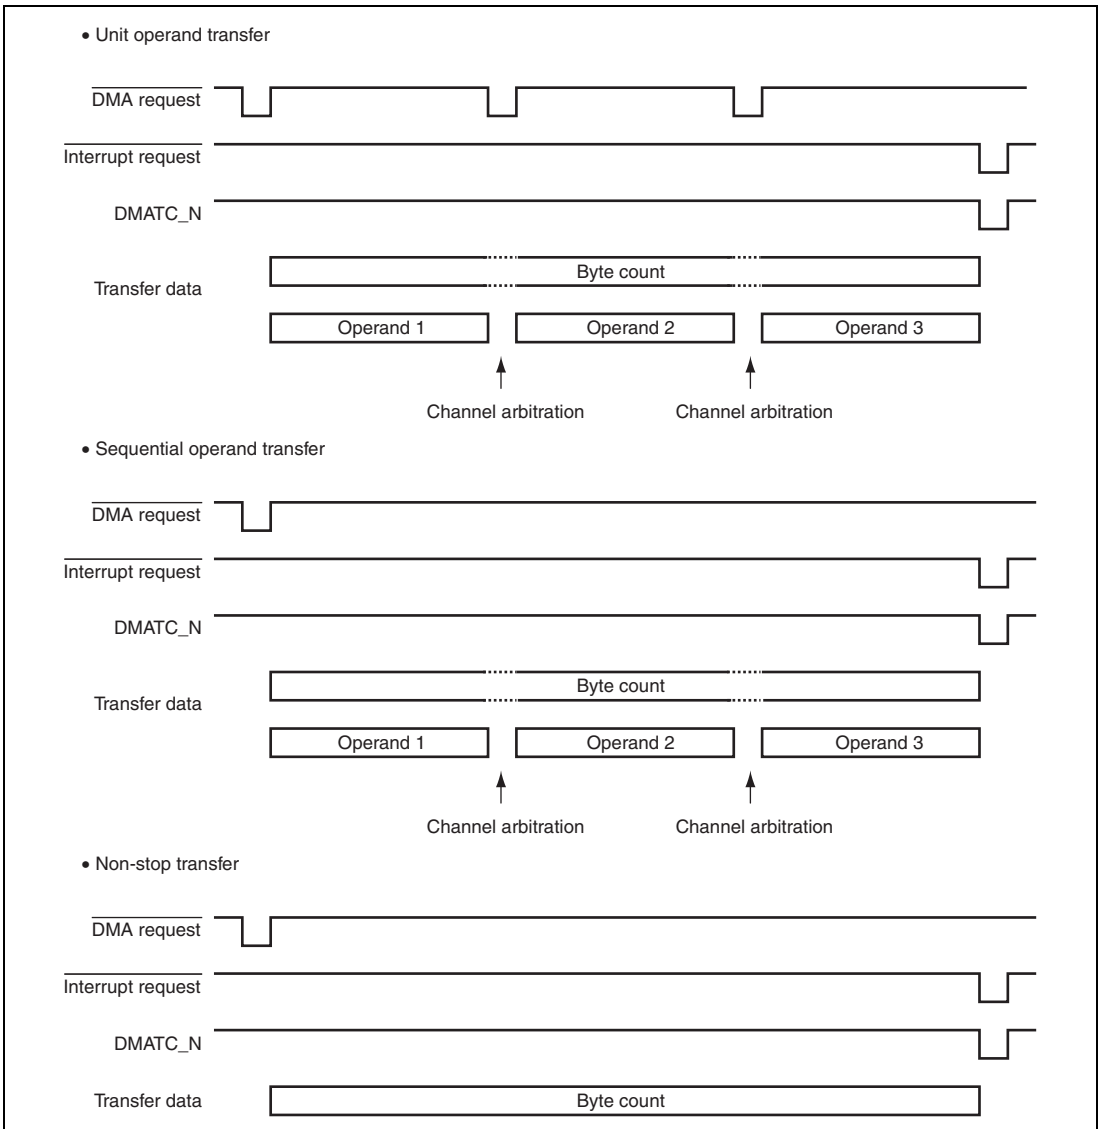 • Unit operand transfer
DMA request
Interrupt request
DMATC_N
Byte count
Transfer data
Operand 1 Operand 2 Operand 3
Channel arbitration Channel arbitration
• Sequential operand transfer
DMA request
Interrupt request
DMATC_N
Byte count
Transfer data
Operand 1 Operand 2 Operand 3
Channel arbitration Channel arbitration
• Non-stop transfer
DMA request
Interrupt request
DMATC_N
Transfer data Byte count